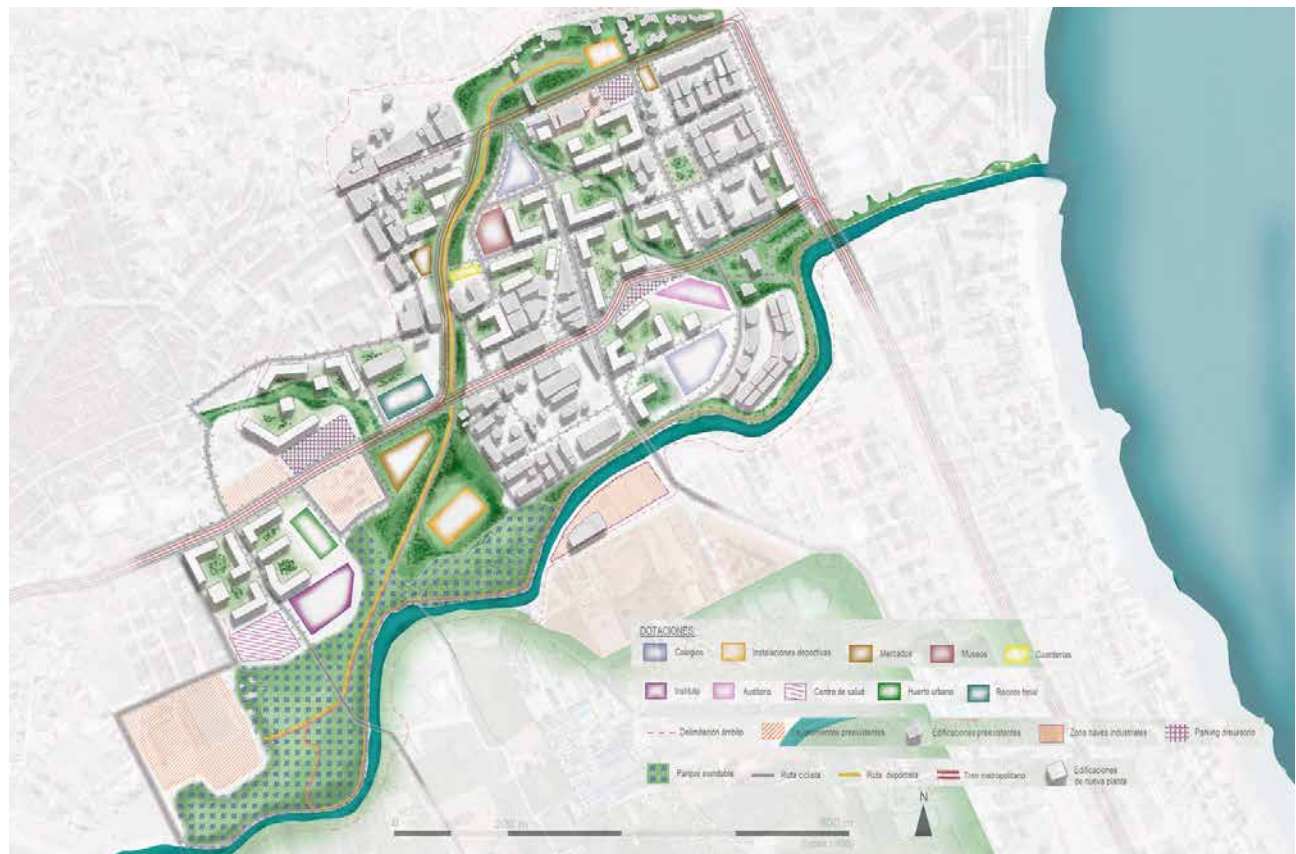 DOTACIONES:
Colegios Instalaciones deportivas Mercados Museos Guarderías
Instituto Auditorio Centro de salud Huerto urbano Recinto ferial
Delimitación ámbito preexistentes Edificaciones preexistentes Zona naves industriales Parking disuasorio
Parque inundable Ruta ciclista Ruta deportiva Tren metropolitano Edificaciones
de nueva planta
N
0 200 m 800 m